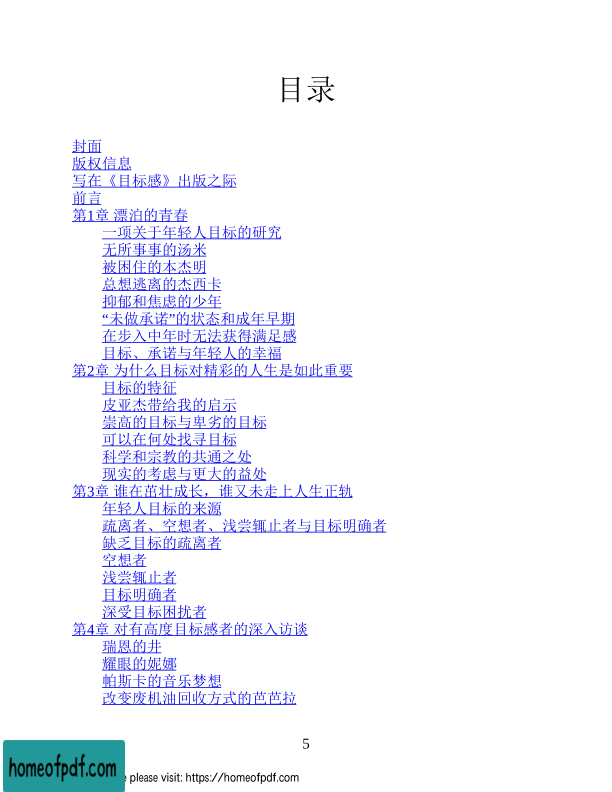 目录
封面
版权信息
写在《目标感》出版之际
前言
第1章 漂泊的青春
一项关于年轻人目标的研究
无所事事的汤米
被困住的本杰明
总想逃离的杰西卡
抑郁和焦虑的少年
“未做承诺”的状态和成年早期
在步入中年时无法获得满足感
目标、承诺与年轻人的幸福
第2章 为什么目标对精彩的人生是如此重要
目标的特征
皮亚杰带给我的启示
崇高的目标与卑劣的目标
可以在何处找寻目标
科学和宗教的共通之处
现实的考虑与更大的益处
第3章 谁在茁壮成长，谁又未走上人生正轨
年轻人目标的来源
疏离者、空想者、浅尝辄止者与目标明确者
缺乏目标的疏离者
空想者
浅尝辄止者
目标明确者
深受目标困扰者
第4章 对有高度目标感者的深入访谈
瑞恩的井
耀眼的妮娜
帕斯卡的音乐梦想
改变废机油回收方式的芭芭拉
5
homeofpdf.com
please visit: https://homeofpdf.com